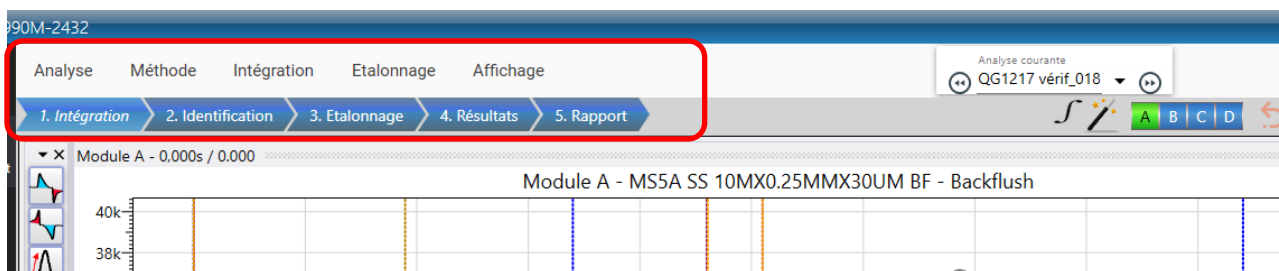 990M-2432
Analyse Méthode Intégration Etalonnage Affichage
Analyse courante
QG1217 vérif_018
1. Intégration 2. Identification 3. Etalonnage 4. Résultats 5. Rapport
A B C D
Module A - 0,000s / 0.000
Module A - MS5A SS 10MX0.25MMX30UM BF - Backflush
40k
38k